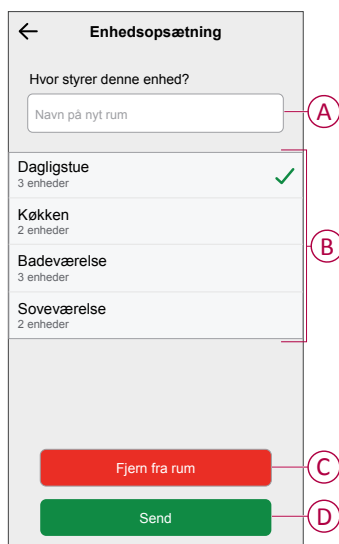 Enhedsopsætning
Hvor styrer denne enhed?
Navn på nyt rum
A
Dagligstue
3 enheder
Køkken
2 enheder
B
Badeværelse
3 enheder
Soveværelse
2 enheder
Fjern fra rum
C
Send
D